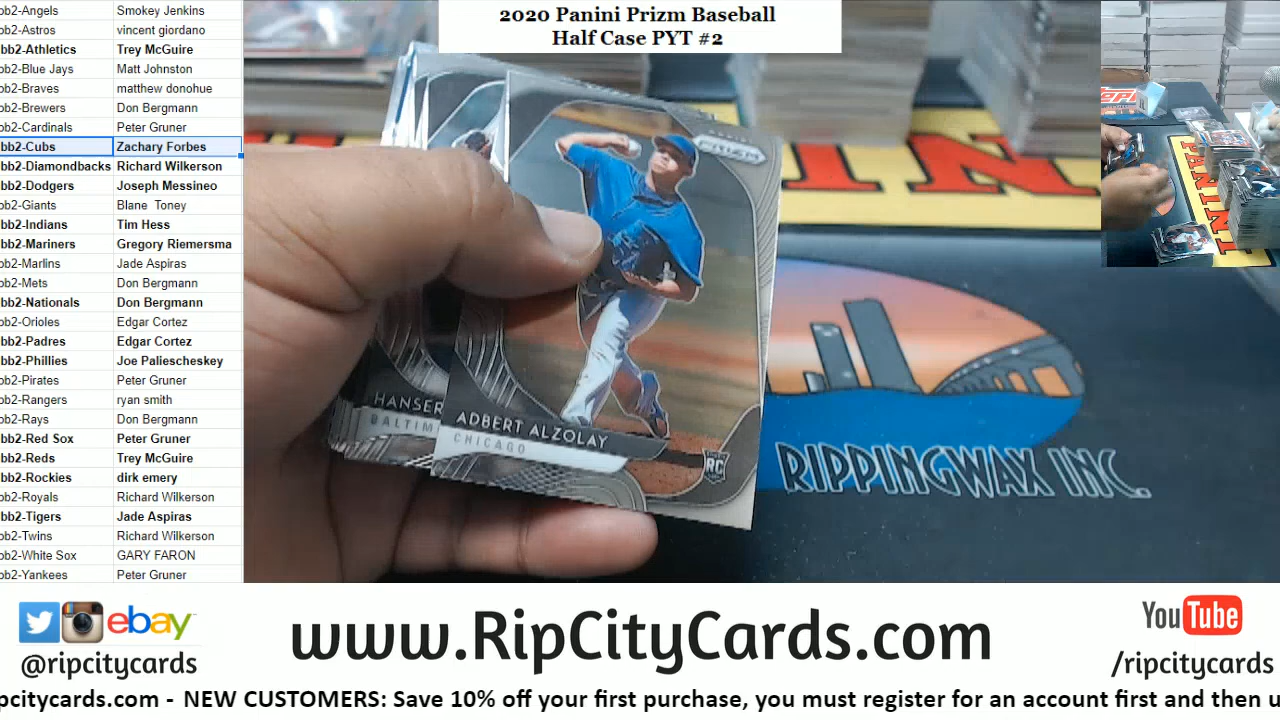 2020 Panini Prizm Baseball
Half Case PYT #2
bb2-Angels Smokey Jenkins
bb2-Astros vincent giordano
bb2-Athletics Trey McGuire
bb2-Blue Jays Matt Johnston
bb2-Braves matthew donohue
bb2-Brewers Don Bergmann
bb2-Cardinals Peter Gruner
bb2-Cubs Zachary Forbes
bb2-Diamondbacks Richard Wilkerson
bb2-Dodgers Joseph Messineo
bb2-Giants Blane Toney
bb2-Indians Tim Hess
bb2-Mariners Gregory Riemersma
bb2-Marlins Jade Aspiras
bb2-Mets Don Bergmann
bb2-Nationals Don Bergmann
bb2-Orioles Edgar Cortez
bb2-Padres Edgar Cortez
bb2-Phillies Joe Paliescheskey
bb2-Pirates Peter Gruner
bb2-Rangers ryan smith
bb2-Rays Don Bergmann
bb2-Red Sox Peter Gruner
bb2-Reds Trey McGuire
bb2-Rockies dirk emery
bb2-Royals Richard Wilkerson
bb2-Tigers Jade Aspiras
bb2-Twins Richard Wilkerson
bb2-White Sox GARY FARON
bb2-Yankees Peter Gruner
PRIZM
HANSER
BALTIM
ADBERT ALZOLAY
CHICAGO
RC
RIPPINGWAX INC.
PANINI
ebay
@ripcitycards
www.RipCityCards.com
YouTube
/ripcitycards
pcitycards.com - NEW CUSTOMERS: Save 10% off your first purchase, you must register for an account first and then u